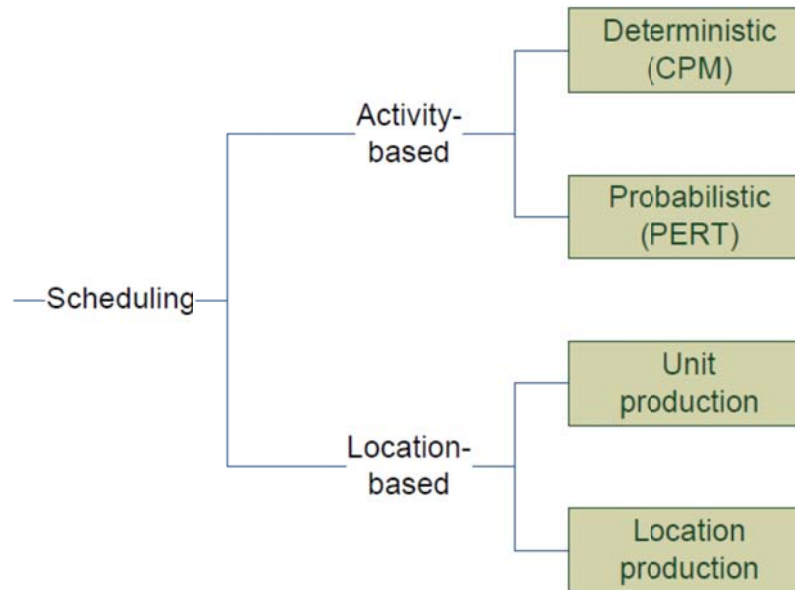 Deterministic
(CPM)
Activity-
based
Probabilistic
(PERT)
Scheduling
Unit
production
Location-
based
Location
production